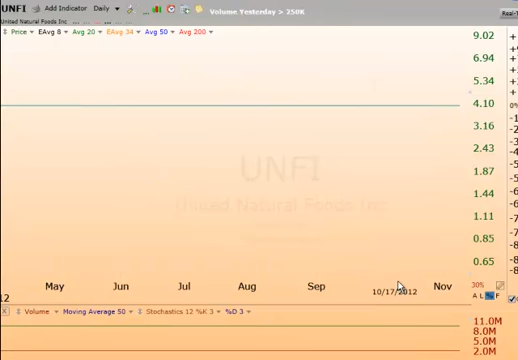 UNFI Add Indicator Daily Volume Yesterday > 250K
United Natural Foods Inc
Real-T
Price EAvg 8 Avg 20 EAvg 34 Avg 50 Avg 200
9.02
6.94
5.34
4.10 0%
3.16
2.43
1.87
1.44
1.11
0.85
0.65
UNFI
United Natural Foods Inc
May Jun Jul Aug Sep Nov 30%
10/17/2012
12 A L % F
X Volume Moving Average 50 Stochastics 12 %K 3 %D 3
11.0M
8.0M
5.0M
2.0M